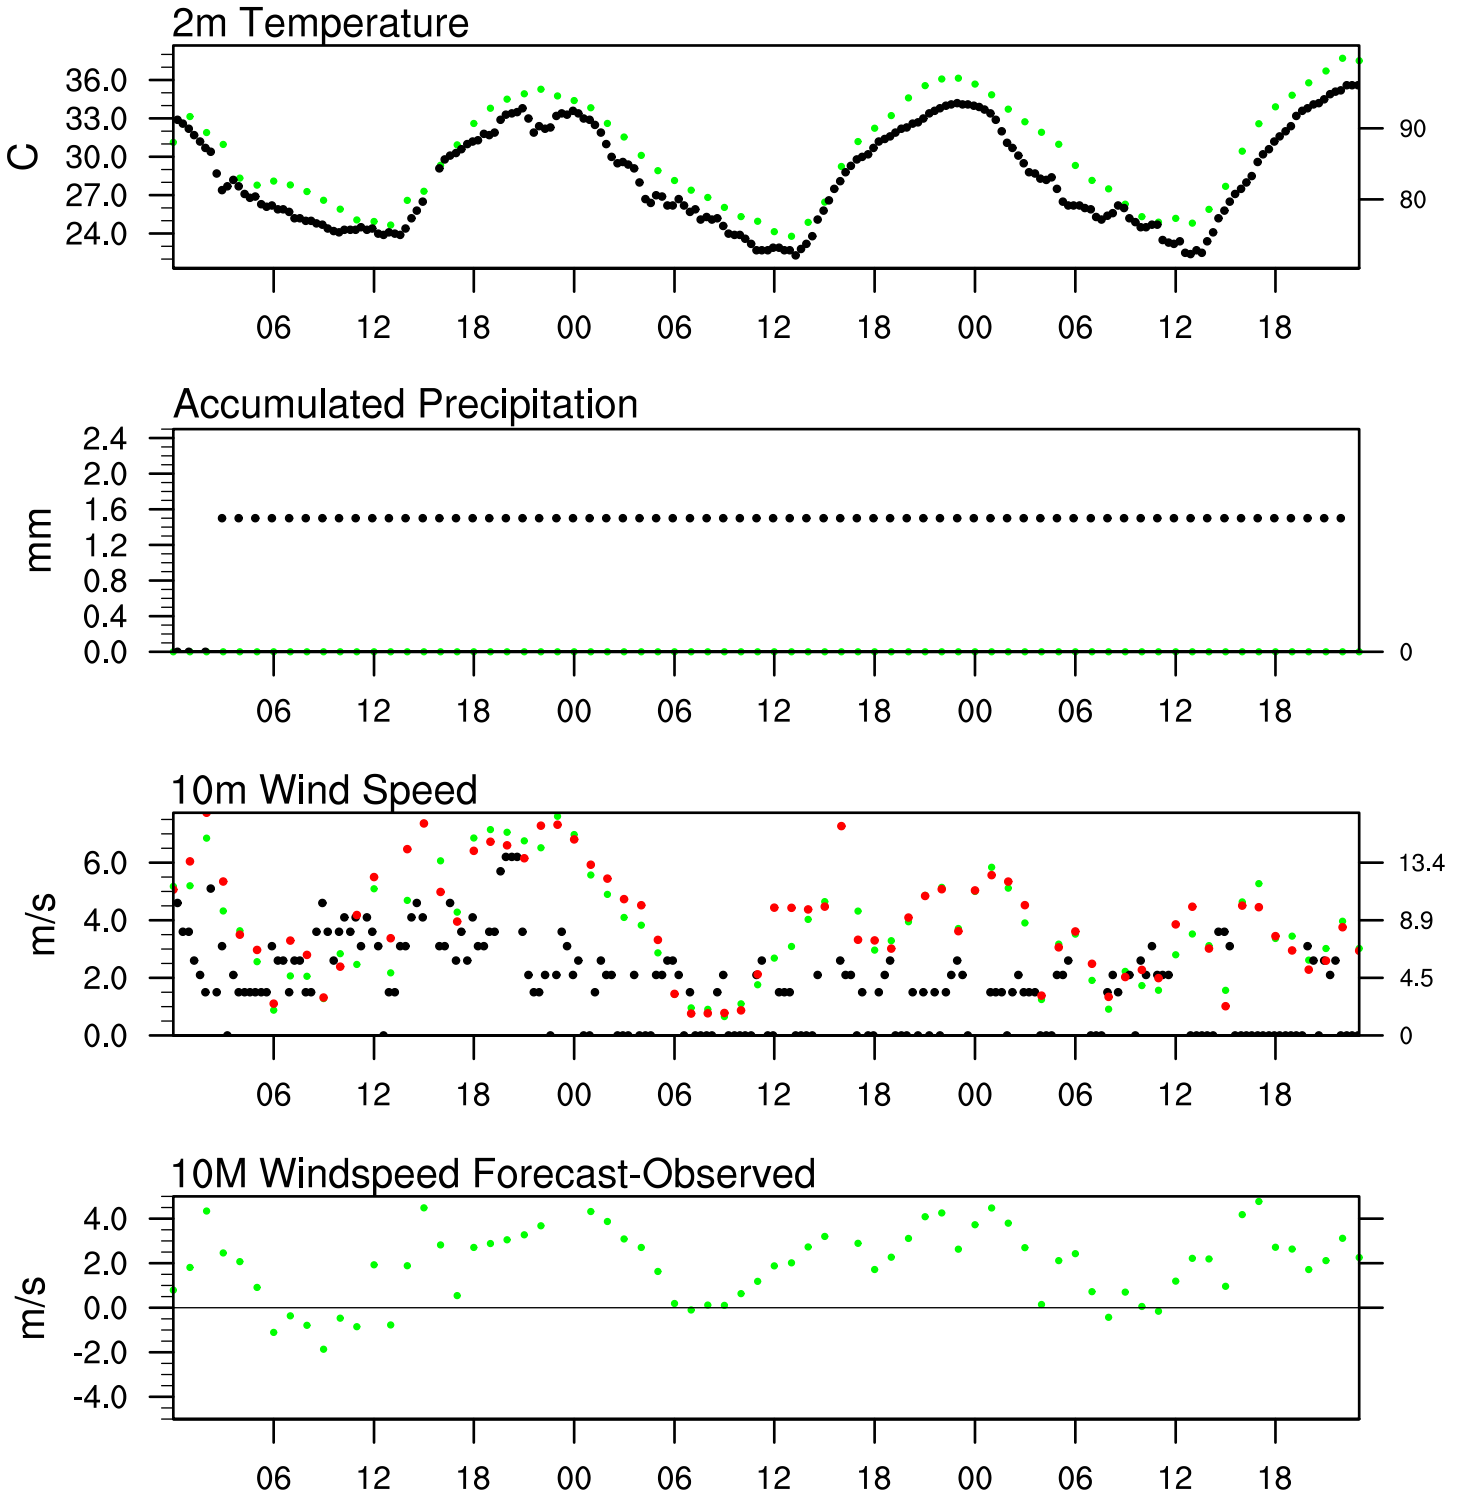 2m Temperature
36.0
33.0
30.0
27.0
24.0
C
90
80
06 12 18 00 06 12 18 00 06 12 18
Accumulated Precipitation
2.4
2.0
1.6
1.2
0.8
0.4
0.0
mm
0
06 12 18 00 06 12 18 00 06 12 18
10m Wind Speed
6.0
4.0
2.0
0.0
m/s
13.4
8.9
4.5
0
06 12 18 00 06 12 18 00 06 12 18
10M Windspeed Forecast-Observed
4.0
2.0
0.0
-2.0
-4.0
m/s
06 12 18 00 06 12 18 00 06 12 18